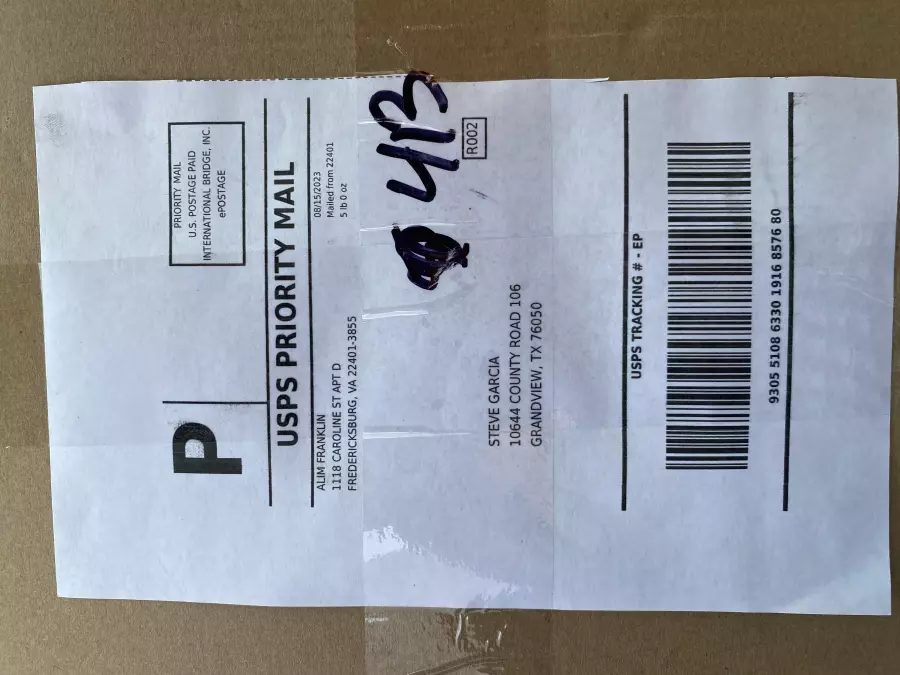 P
PRIORITY MAIL
U.S. POSTAGE PAID
INTERNATIONAL BRIDGE, INC.
ePOSTAGE
USPS PRIORITY MAIL
ALIM FRANKLIN
1118 CAROLINE ST APT D
FREDERICKSBURG, VA 22401-3855
08/15/2023
Mailed from 22401
5 lb 0 oz
413
R002
STEVE GARCIA
10644 COUNTY ROAD 106
GRANDVIEW, TX 76050
USPS TRACKING # - EP
9305 5108 6330 1916 8576 80